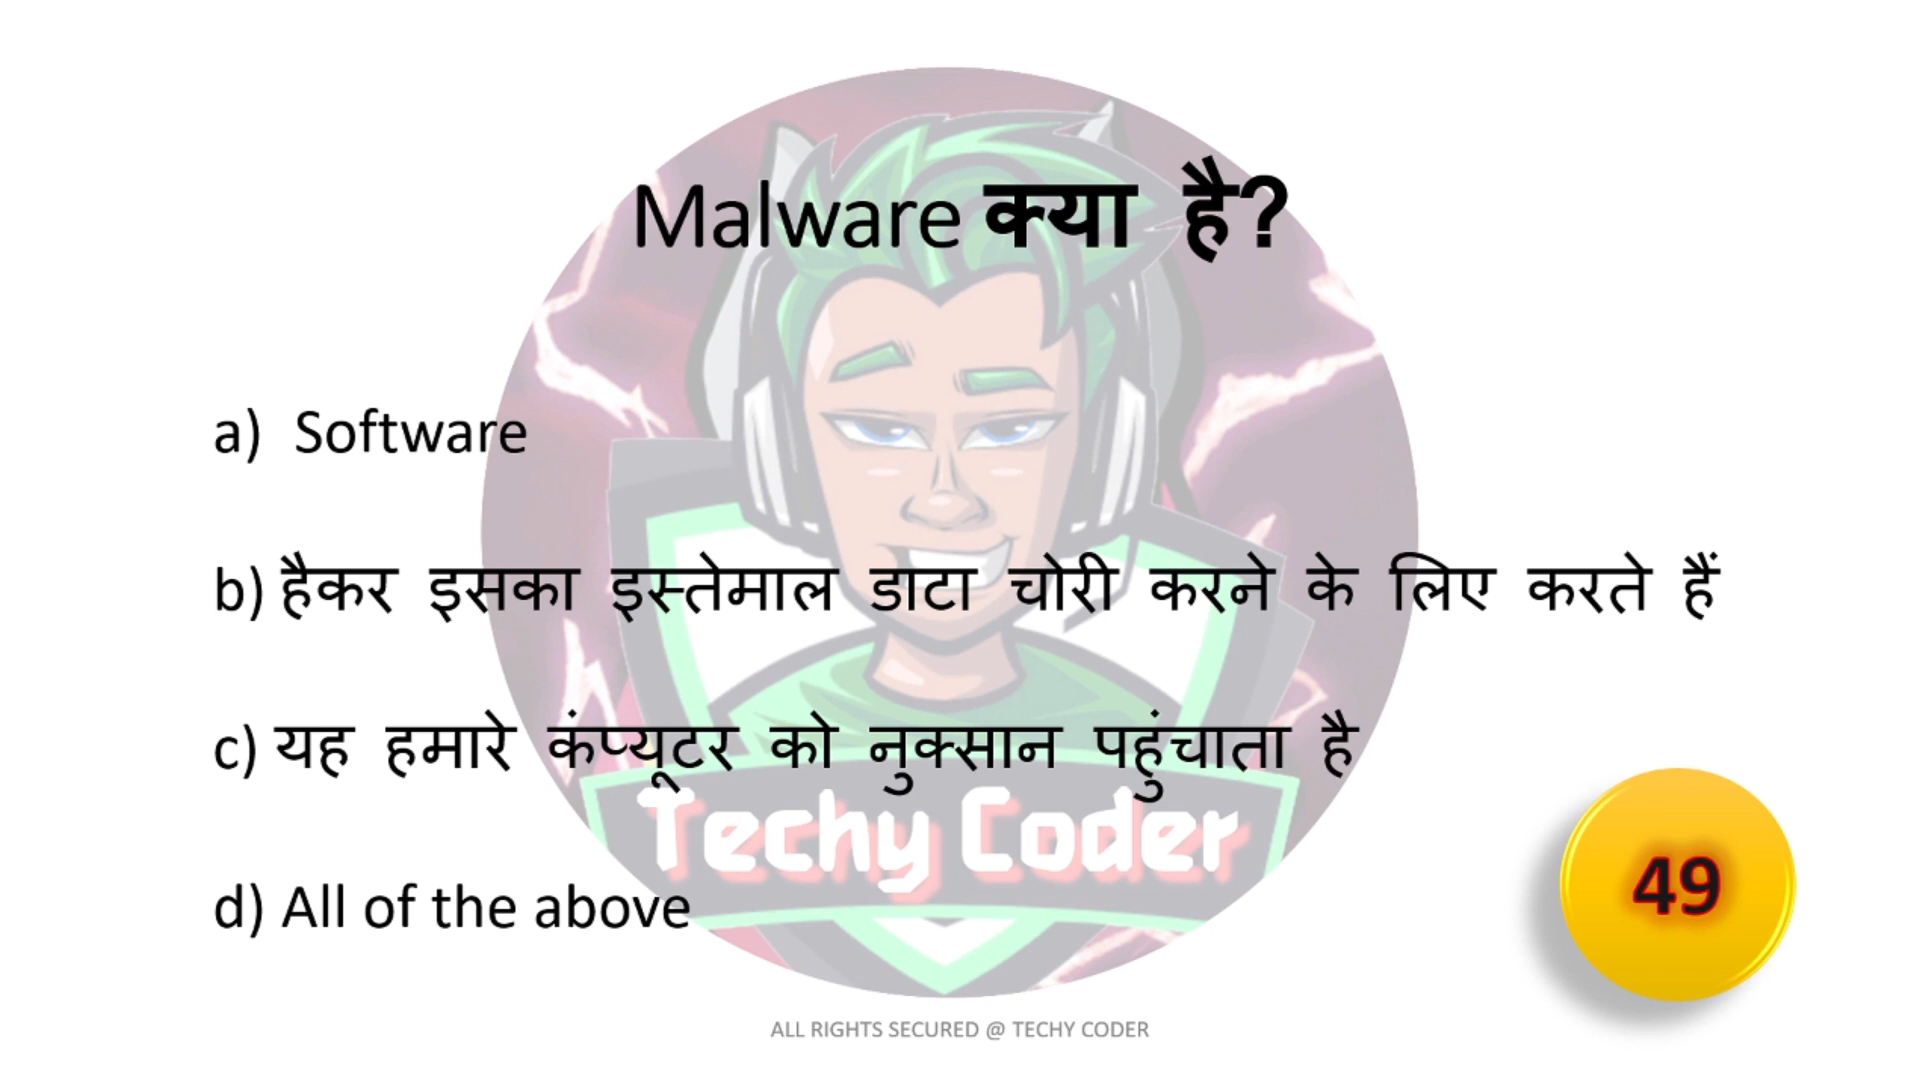 Malware क्या है?
a) Software
b) हैकर इसका इस्तेमाल डाटा चोरी करने के लिए करते हैं
c) यह हमारे कंप्यूटर को नुक्सान पहुंचाता है
Techy Coder
d) All of the above
49
ALL RIGHTS SECURED @ TECHY CODER